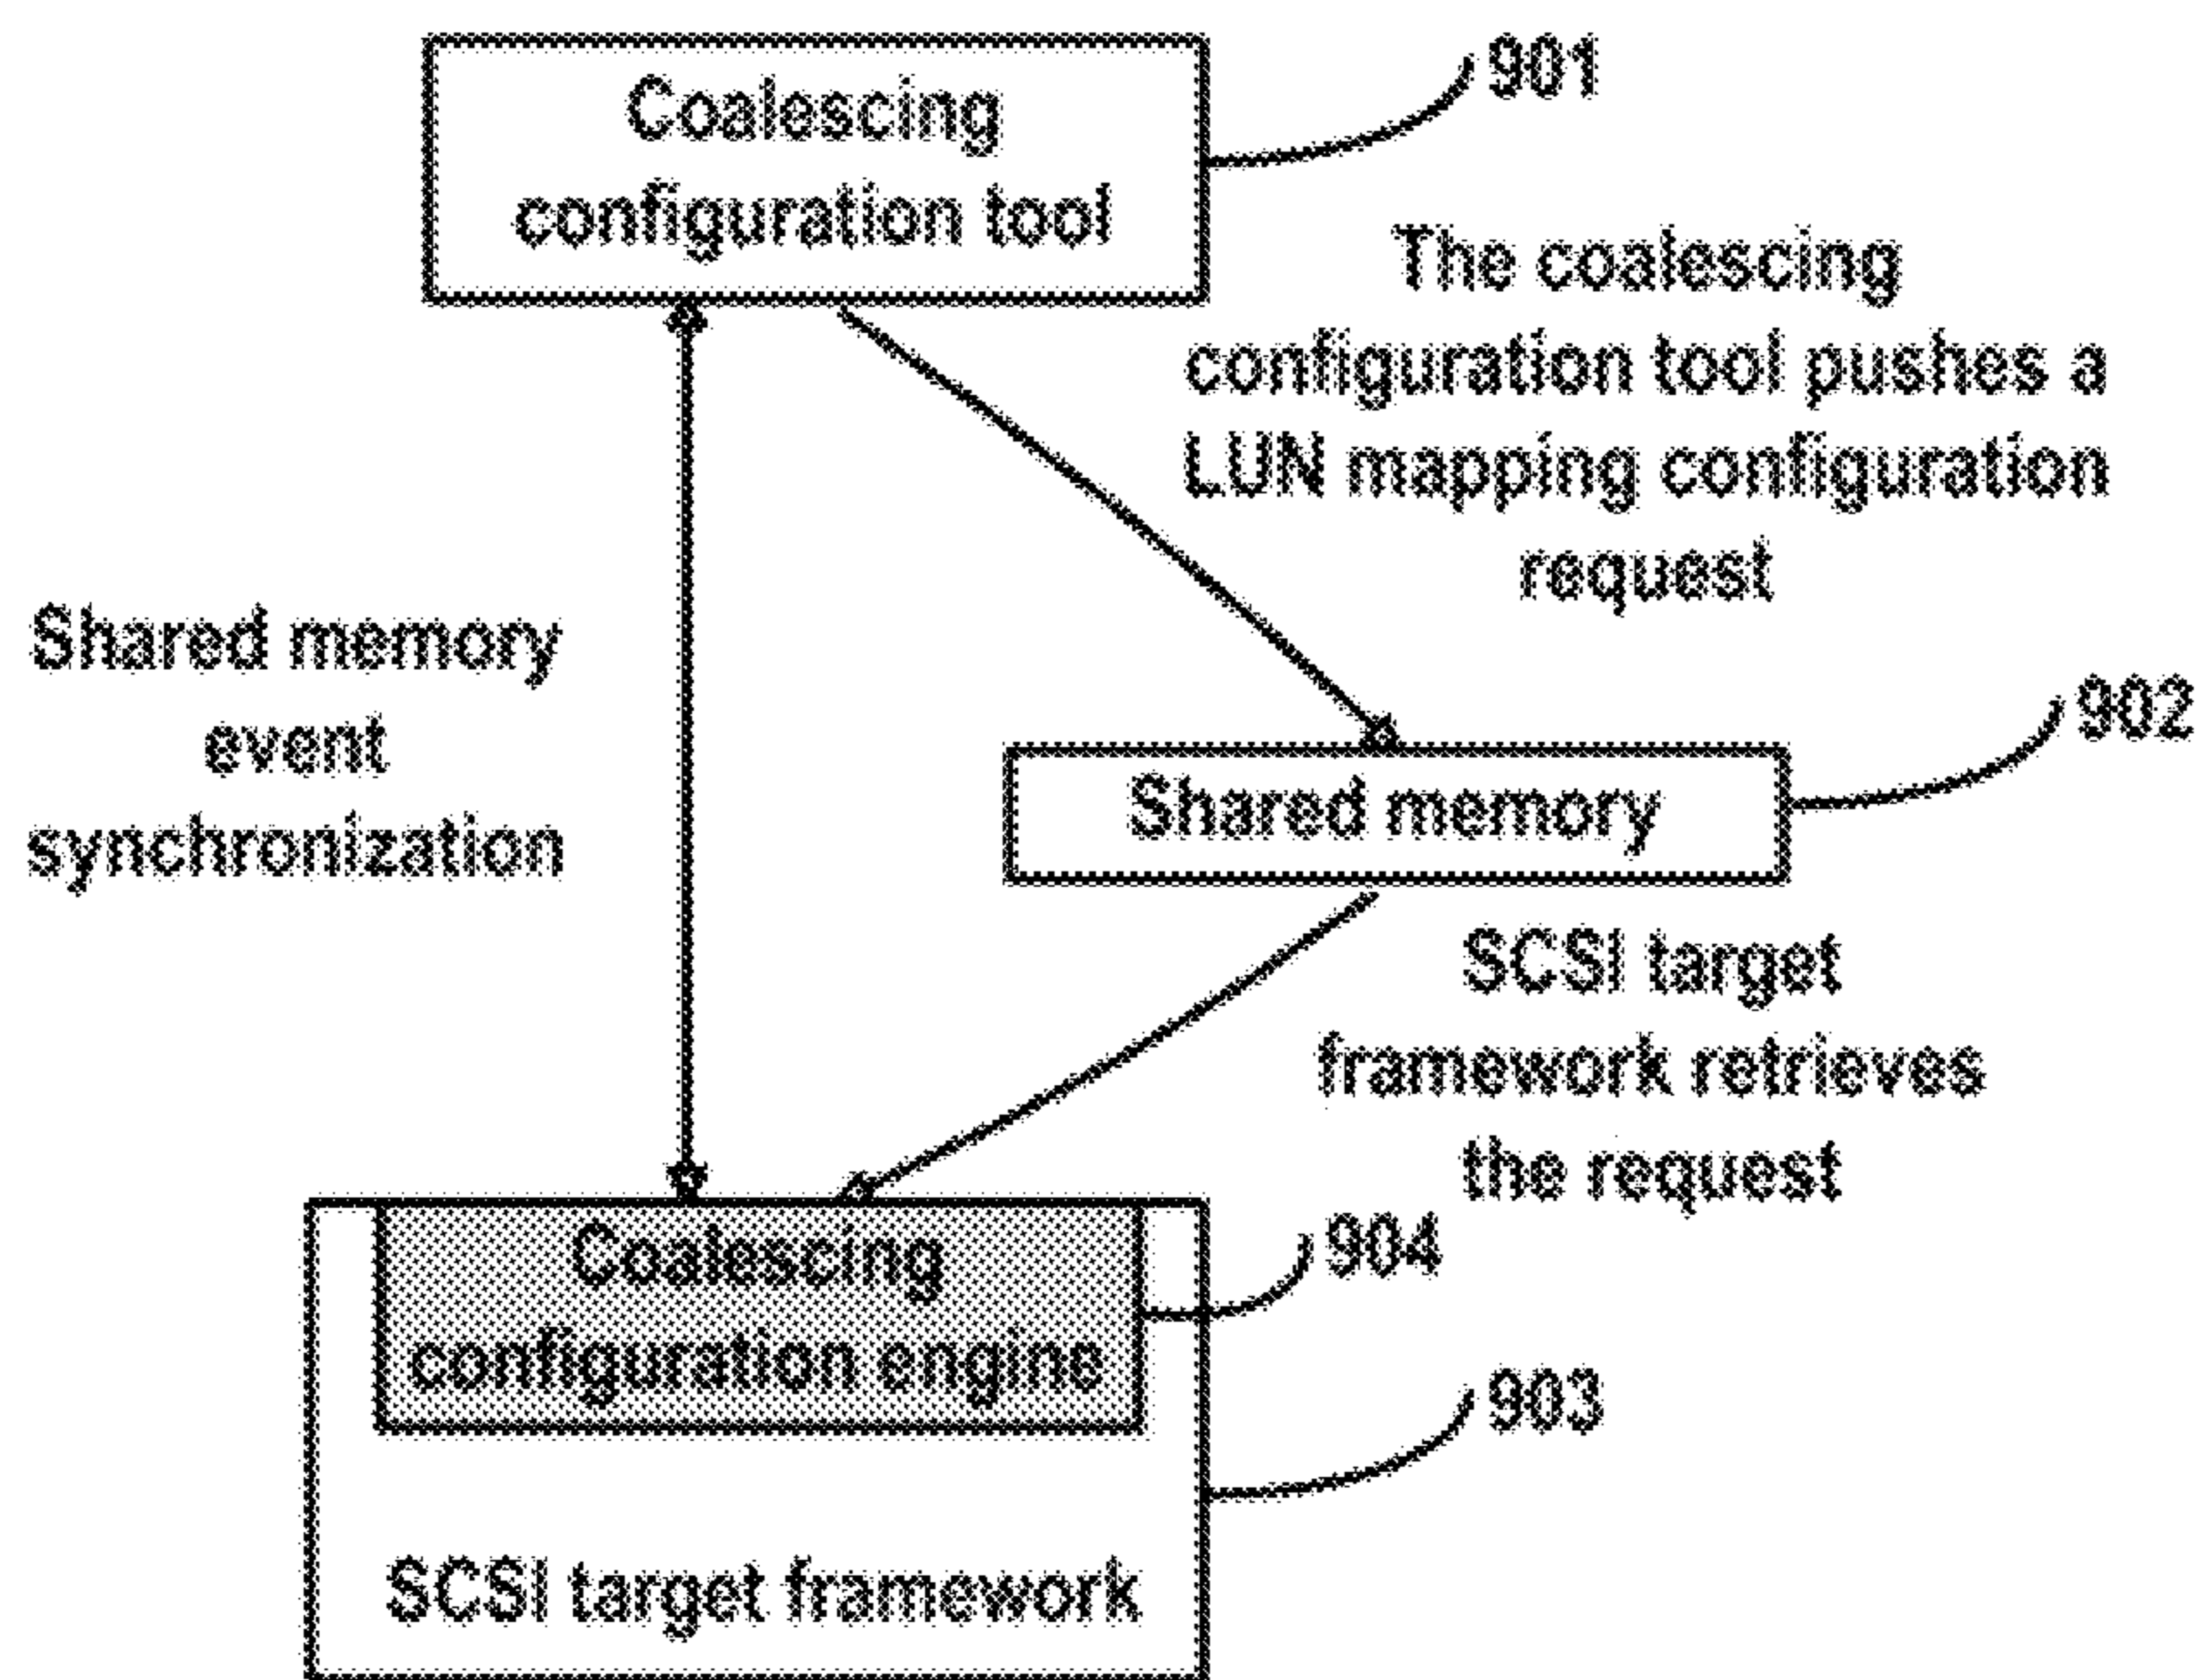 Coalescing
configuration tool
901
The coalescing
configuration tool pushes a
LUN mapping configuration
request
Shared memory
event
synchronization
902
Shared memory
SCSI target
framework retrieves
the request
904
Coalescing
configuration engine
903
SCSI target framework